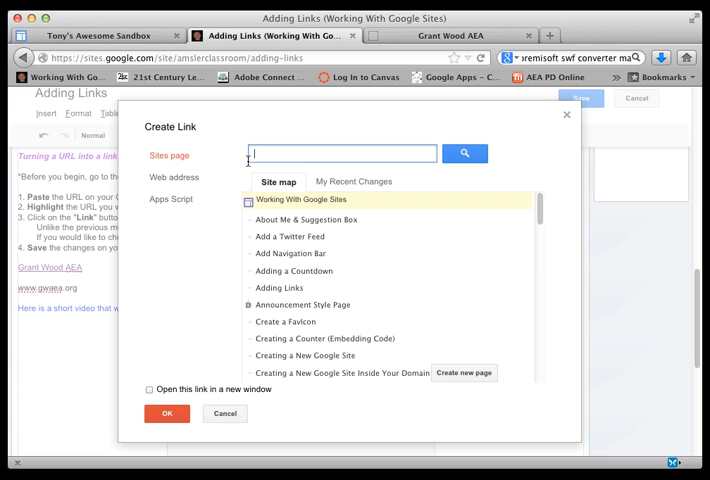 Adding Links (Working With Google Sites)
Tony's Awesome Sandbox
Adding Links (Working With Go...
Grant Wood AEA
https://sites.google.com/site/amslerclassroom/adding-links
oremisoft swf converter ma
Working With Go...
21st Century Le...
Adobe Connect ...
Log In to Canvas
Google Apps - C...
AEA PD Online
Bookmarks
Adding Links
Save
Cancel
Insert Format Table
Normal
Turning a URL into a link
*Before you begin, go to the
1. Paste the URL on your
2. Highlight the URL you w
3. Click on the "Link" button
Unlike the previous m
If you would like to ch
4. Save the changes on yo
Grant Wood AEA
www.gwaea.org
Here is a short video that w
Create Link
Sites page
Web address
Apps Script
Site map
My Recent Changes
Working With Google Sites
About Me & Suggestion Box
Add a Twitter Feed
Add Navigation Bar
Adding a Countdown
Adding Links
Announcement Style Page
Create a FavIcon
Creating a Counter (Embedding Code)
Creating a New Google Site
Creating a New Google Site Inside Your Domain
Create new page
Open this link in a new window
OK
Cancel